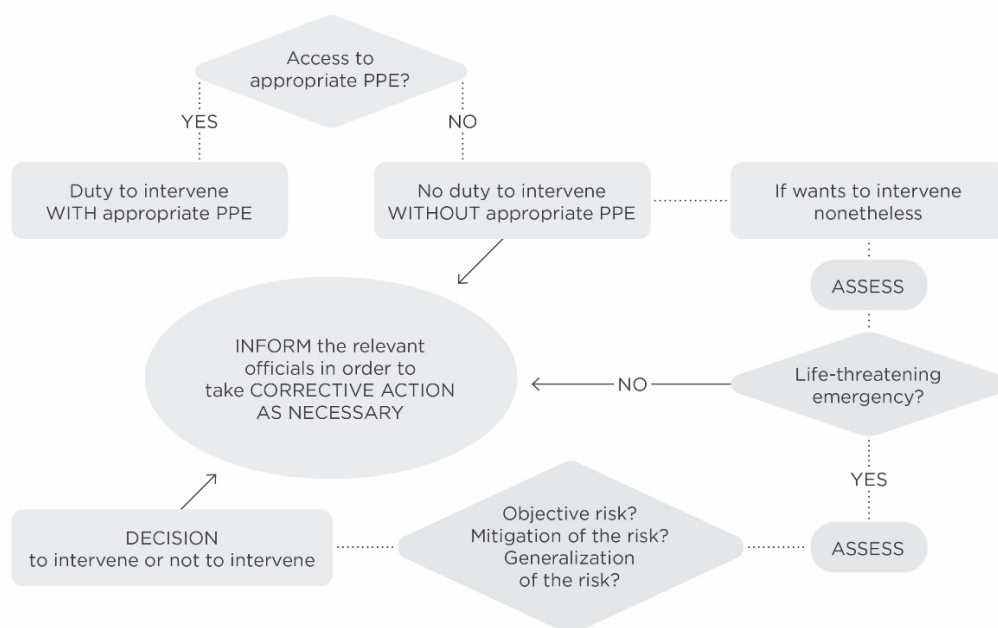 Access to
appropriate PPE?
YES
NO
Duty to intervene
WITH appropriate PPE
No duty to intervene
WITHOUT appropriate PPE
If wants to intervene
nonetheless
ASSESS
INFORM the relevant
officials in order to
take CORRECTIVE ACTION
AS NECESSARY
NO
Life-threatening
emergency?
YES
DECISION
to intervene or not to intervene
Objective risk?
Mitigation of the risk?
Generalization
of the risk?
ASSESS